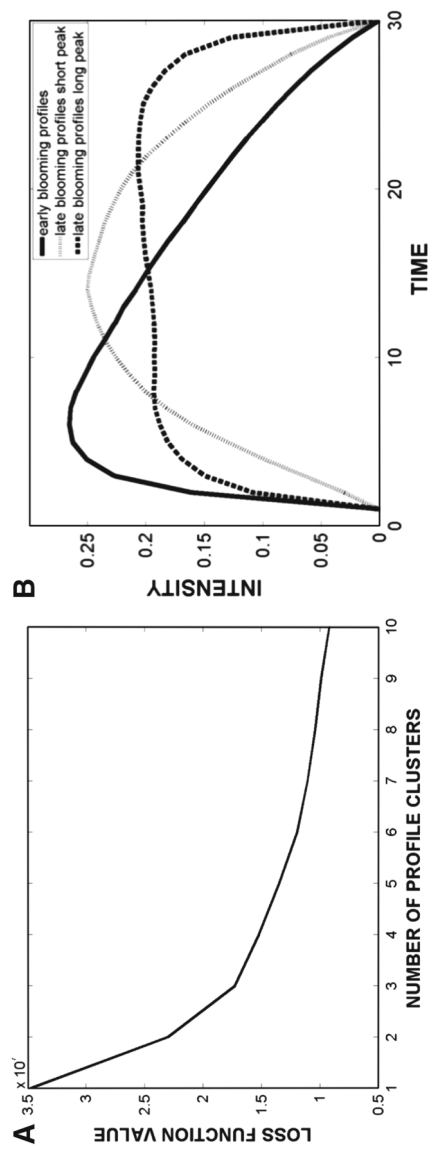 A
x 10
3.5
3
2.5
2
1.5
1
0.5
LOSS FUNCTION VALUE
1 2 3 4 5 6 7 8 9 10
NUMBER OF PROFILE CLUSTERS
B
early blooming profiles
late blooming profiles short peak
late blooming profiles long peak
0.25
0.2
0.15
0.1
0.05
0
INTENSITY
0 10 20 30
TIME